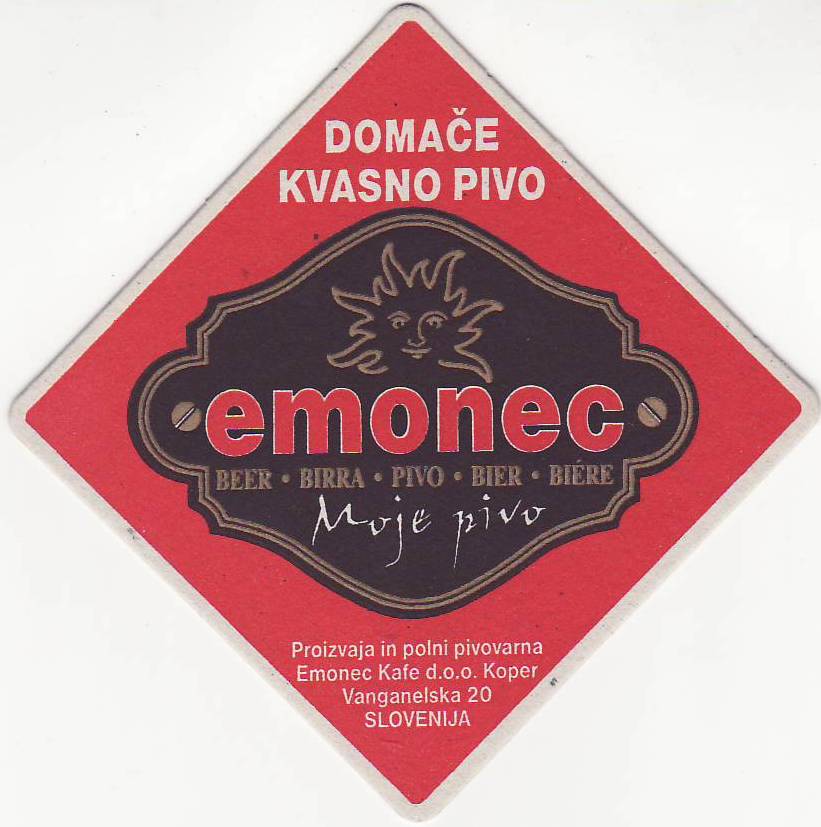 DOMAČE
KVASNO PIVO
emonec
BEER • BIRRA • PIVO • BIER • BIÉRE
Moje pivo
Proizvaja in polni pivovarna
Emonec Kafe d.o.o. Koper
Vanganelska 20
SLOVENIJA